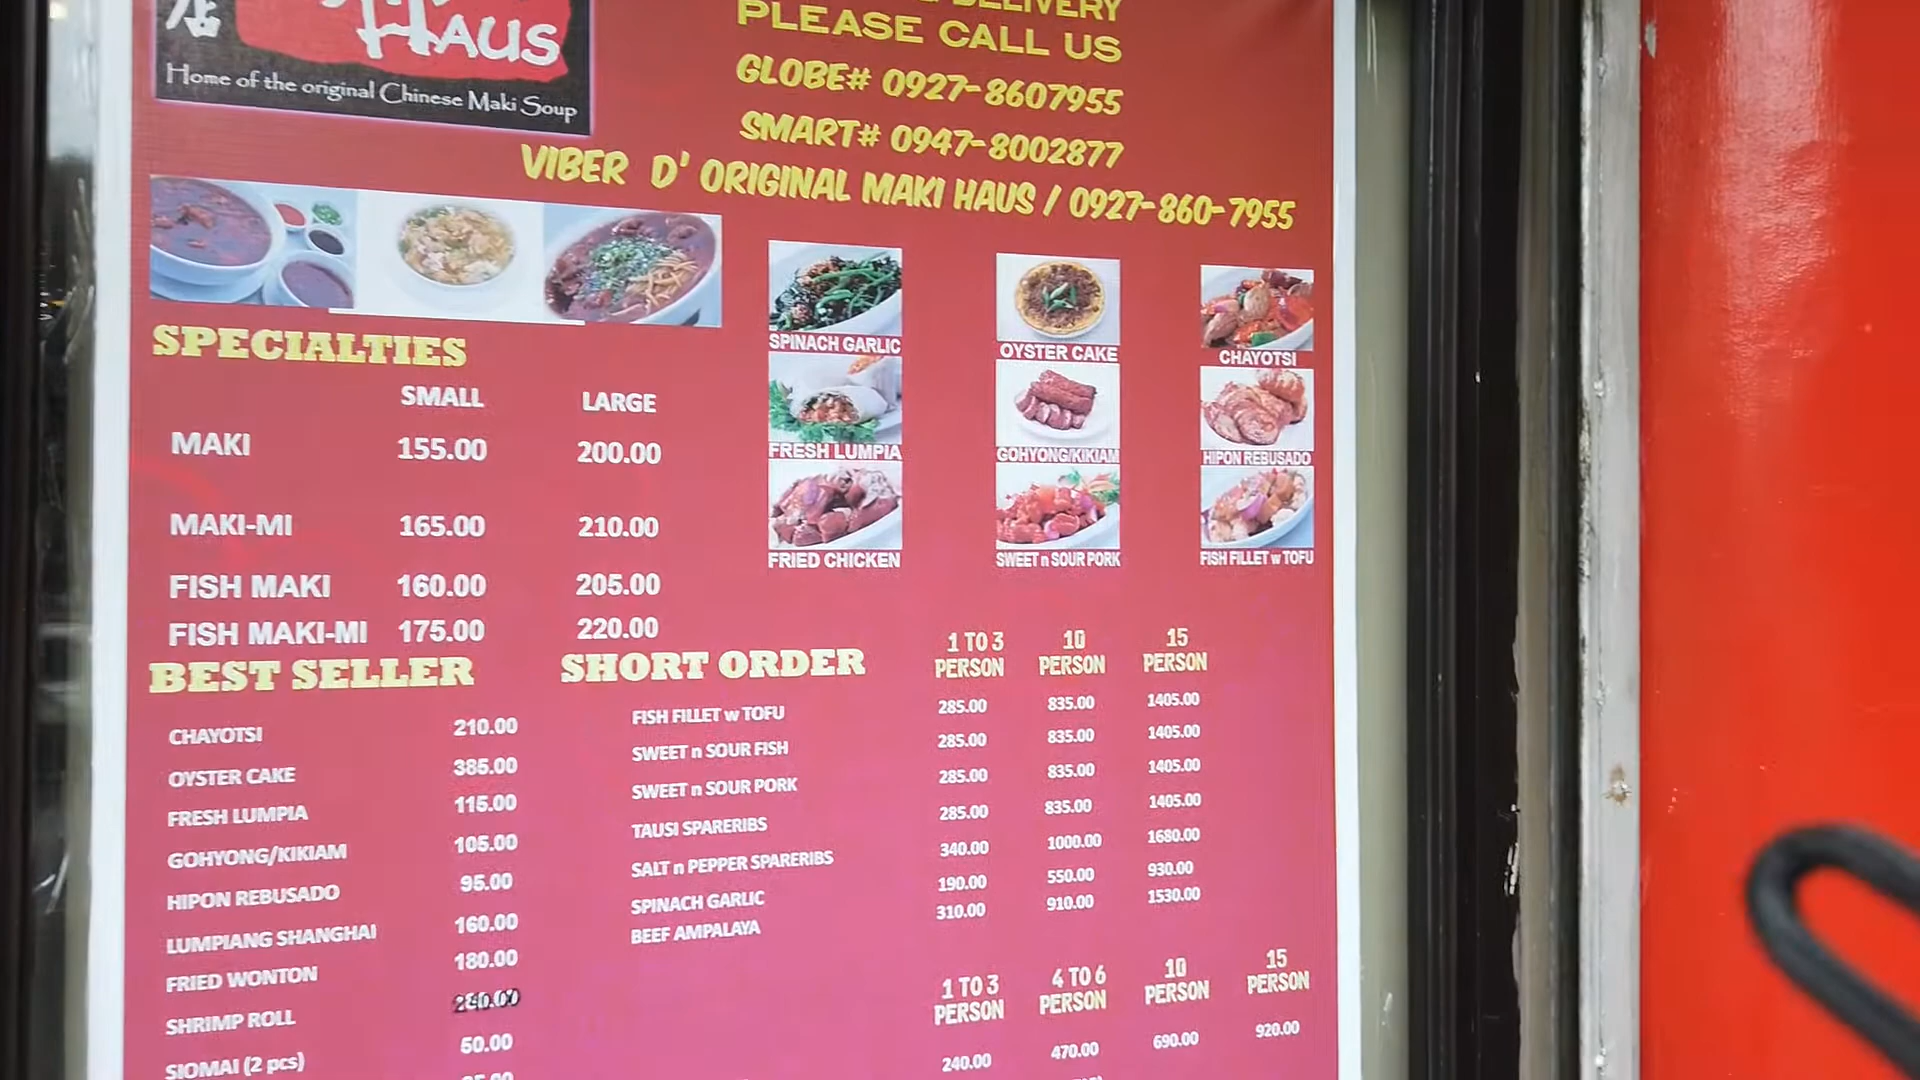 店
HAUS
Home of the original Chinese Maki Soup
DELIVERY
PLEASE CALL US
GLOBE# 0927-8607955
SMART# 0947-8002877
VIBER D' ORIGINAL MAKI HAUS / 0927-860-7955
SPINACH GARLIC OYSTER CAKE CHAYOTSI
FRESH LUMPIA GOHYONG/KIKIAM HIPON REBUSADO
FRIED CHICKEN SWEET n SOUR PORK FISH FILLET w TOFU
SPECIALTIES
SMALL LARGE
MAKI 155.00 200.00
MAKI-MI 165.00 210.00
FISH MAKI 160.00 205.00
FISH MAKI-MI 175.00 220.00
BEST SELLER
CHAYOTSI 210.00
OYSTER CAKE 385.00
FRESH LUMPIA 115.00
GOHYONG/KIKIAM 105.00
HIPON REBUSADO 95.00
LUMPIANG SHANGHAI 160.00
FRIED WONTON 180.00
SHRIMP ROLL
SIOMAI (2 pcs) 50.00
SHORT ORDER
1 TO 3 PERSON 10 PERSON 15 PERSON
FISH FILLET w TOFU 285.00 835.00 1405.00
SWEET n SOUR FISH 285.00 835.00 1405.00
SWEET n SOUR PORK 285.00 835.00 1405.00
TAUSI SPARERIBS 285.00 835.00 1405.00
SALT n PEPPER SPARERIBS 340.00 1000.00 1680.00
SPINACH GARLIC 190.00 550.00 930.00
BEEF AMPALAYA 310.00 910.00 1530.00
1 TO 3 PERSON 4 TO 6 PERSON 10 PERSON 15 PERSON
240.00 470.00 690.00 920.00